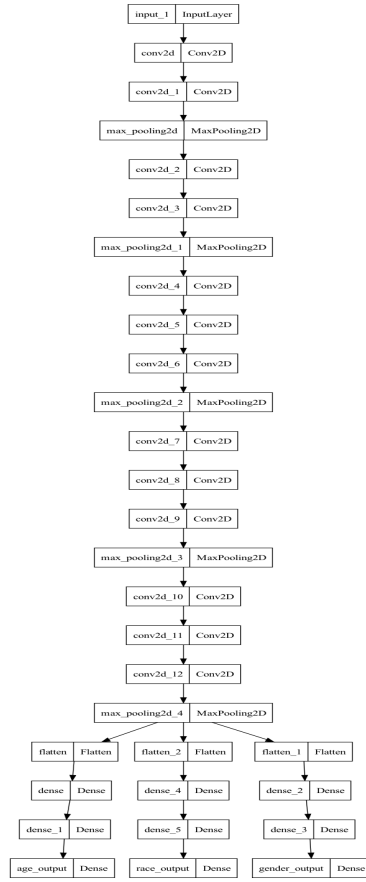 input_1 InputLayer
conv2d Conv2D
conv2d_1 Conv2D
max_pooling2d MaxPooling2D
conv2d_2 Conv2D
conv2d_3 Conv2D
max_pooling2d_1 MaxPooling2D
conv2d_4 Conv2D
conv2d_5 Conv2D
conv2d_6 Conv2D
max_pooling2d_2 MaxPooling2D
conv2d_7 Conv2D
conv2d_8 Conv2D
conv2d_9 Conv2D
max_pooling2d_3 MaxPooling2D
conv2d_10 Conv2D
conv2d_11 Conv2D
conv2d_12 Conv2D
max_pooling2d_4 MaxPooling2D
flatten Flatten flatten_2 Flatten flatten_1 Flatten
dense Dense dense_4 Dense dense_2 Dense
dense_1 Dense dense_5 Dense dense_3 Dense
age_output Dense race_output Dense gender_output Dense